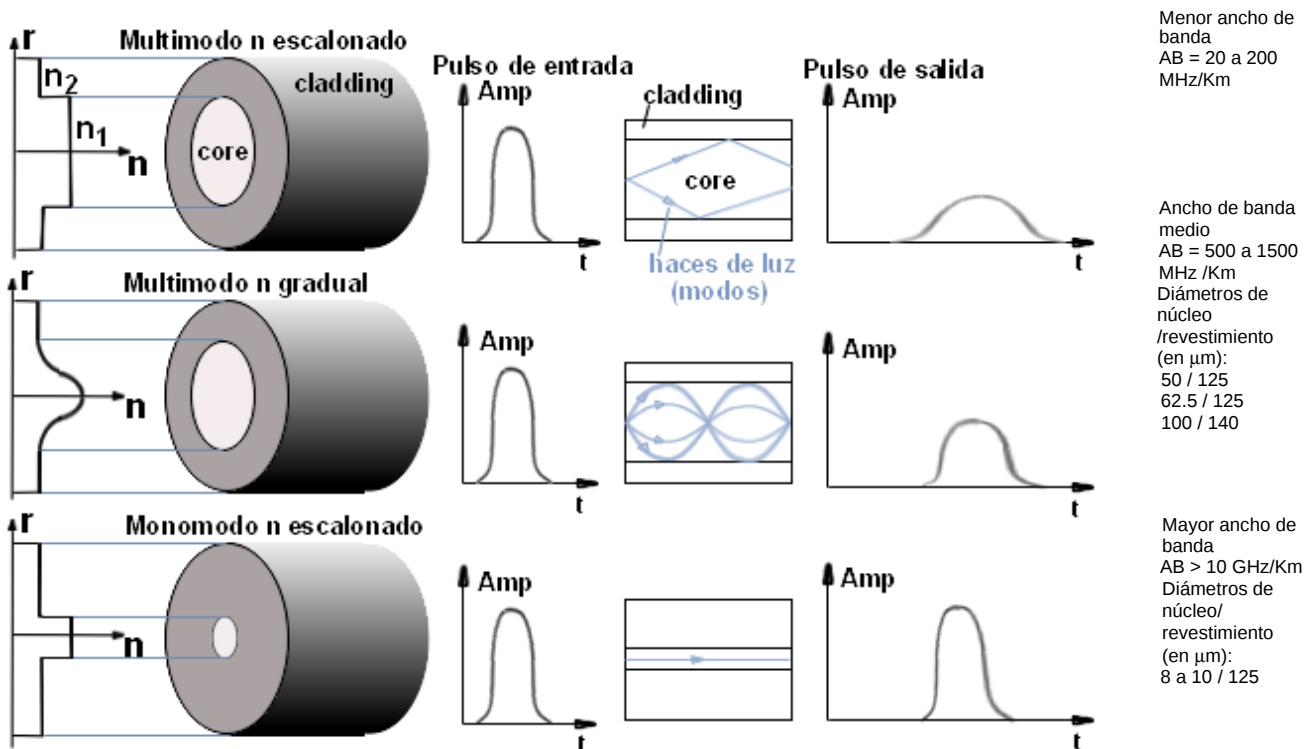 r
Multimodo n escalonado
n2
n1
n
core
cladding
Pulso de entrada
Amp
t
cladding
core
haces de luz
(modos)
Pulso de salida
Amp
t
Menor ancho de
banda
AB = 20 a 200
MHz/Km
r
Multimodo n gradual
n
Amp
t
Amp
t
Ancho de banda
medio
AB = 500 a 1500
MHz /Km
Diámetros de
núcleo
/revestimiento
(en µm):
50 / 125
62.5 / 125
100 / 140
r
Monomodo n escalonado
n
Amp
t
Amp
t
Mayor ancho de
banda
AB > 10 GHz/Km
Diámetros de
núcleo/
revestimiento
(en µm):
8 a 10 / 125